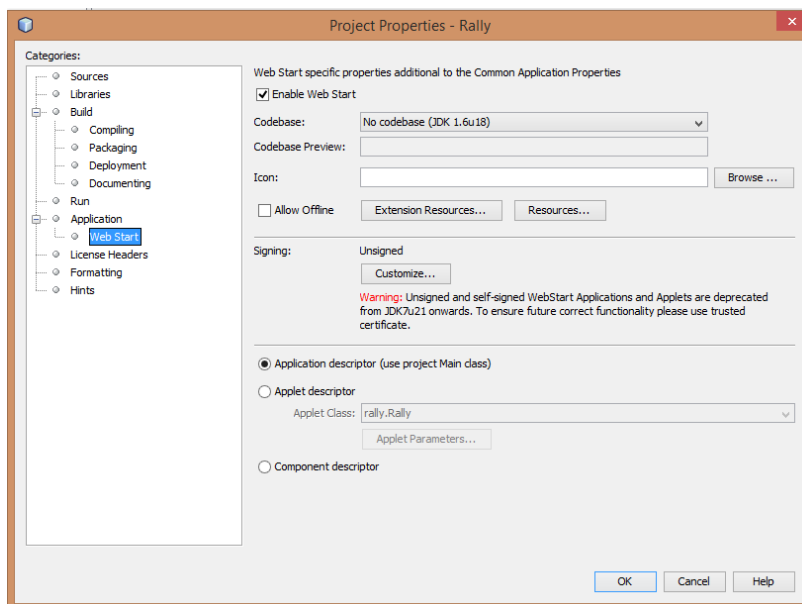 Project Properties - Rally
Categories:
Sources
Libraries
Build
Compiling
Packaging
Deployment
Documenting
Run
Application
Web Start
License Headers
Formatting
Hints
Web Start specific properties additional to the Common Application Properties
Enable Web Start
Codebase: No codebase (JDK 1.6u18)
Codebase Preview:
Icon: Browse ...
Allow Offline Extension Resources... Resources...
Signing: Unsigned
Customize...
Warning: Unsigned and self-signed WebStart Applications and Applets are deprecated
from JDK7u21 onwards. To ensure future correct functionality please use trusted
certificate.
Application descriptor (use project Main class)
Applet descriptor
Applet Class: rally.Rally
Applet Parameters...
Component descriptor
OK Cancel Help